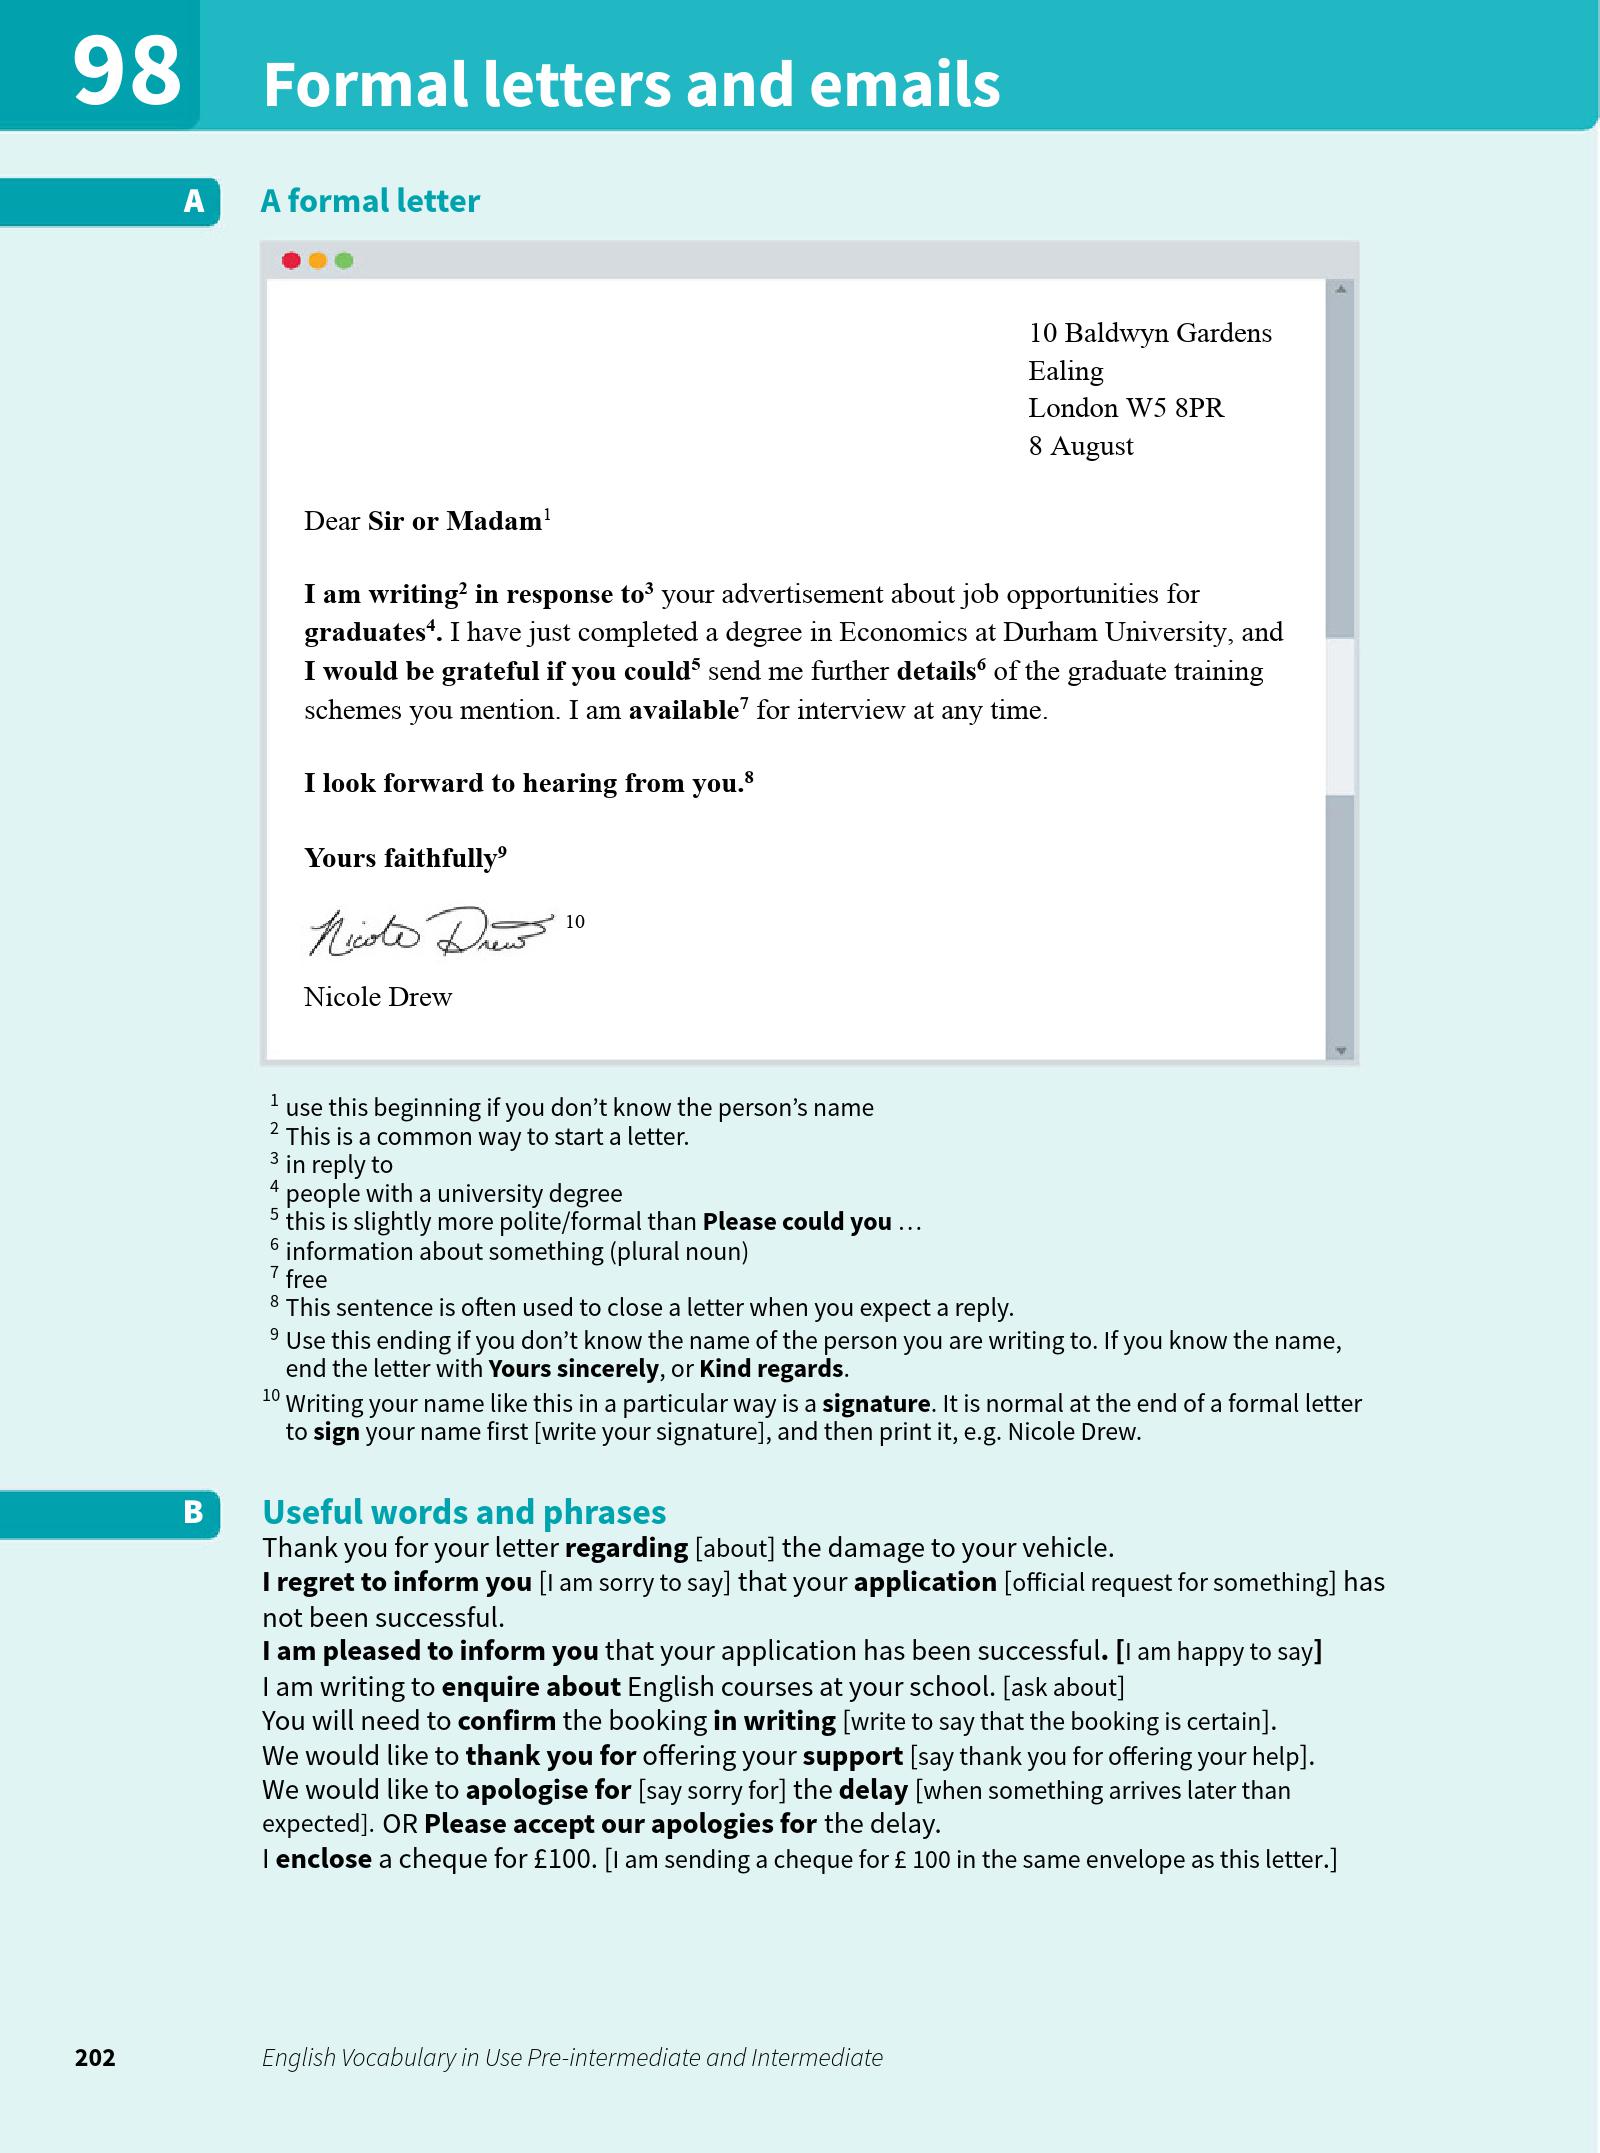 98
Formal letters and emails
A
A formal letter
10 Baldwyn Gardens
Ealing
London W5 8PR
8 August
Dear Sir or Madam¹
I am writing² in response to³ your advertisement about job opportunities for
graduates⁴. I have just completed a degree in Economics at Durham University, and
I would be grateful if you could⁵ send me further details⁶ of the graduate training
schemes you mention. I am available⁷ for interview at any time.
I look forward to hearing from you.⁸
Yours faithfully⁹
Nicole Drew 10
Nicole Drew
1 use this beginning if you don't know the person's name
2 This is a common way to start a letter.
3 in reply to
4 people with a university degree
5 this is slightly more polite/formal than Please could you …
6 information about something (plural noun)
7 free
8 This sentence is often used to close a letter when you expect a reply.
9 Use this ending if you don't know the name of the person you are writing to. If you know the name,
end the letter with Yours sincerely, or Kind regards.
10 Writing your name like this in a particular way is a signature. It is normal at the end of a formal letter
to sign your name first [write your signature], and then print it, e.g. Nicole Drew.
B
Useful words and phrases
Thank you for your letter regarding [about] the damage to your vehicle.
I regret to inform you [I am sorry to say] that your application [official request for something] has
not been successful.
I am pleased to inform you that your application has been successful. [I am happy to say]
I am writing to enquire about English courses at your school. [ask about]
You will need to confirm the booking in writing [write to say that the booking is certain].
We would like to thank you for offering your support [say thank you for offering your help].
We would like to apologise for [say sorry for] the delay [when something arrives later than
expected]. OR Please accept our apologies for the delay.
I enclose a cheque for £100. [I am sending a cheque for £ 100 in the same envelope as this letter.]
202
English Vocabulary in Use Pre-intermediate and Intermediate